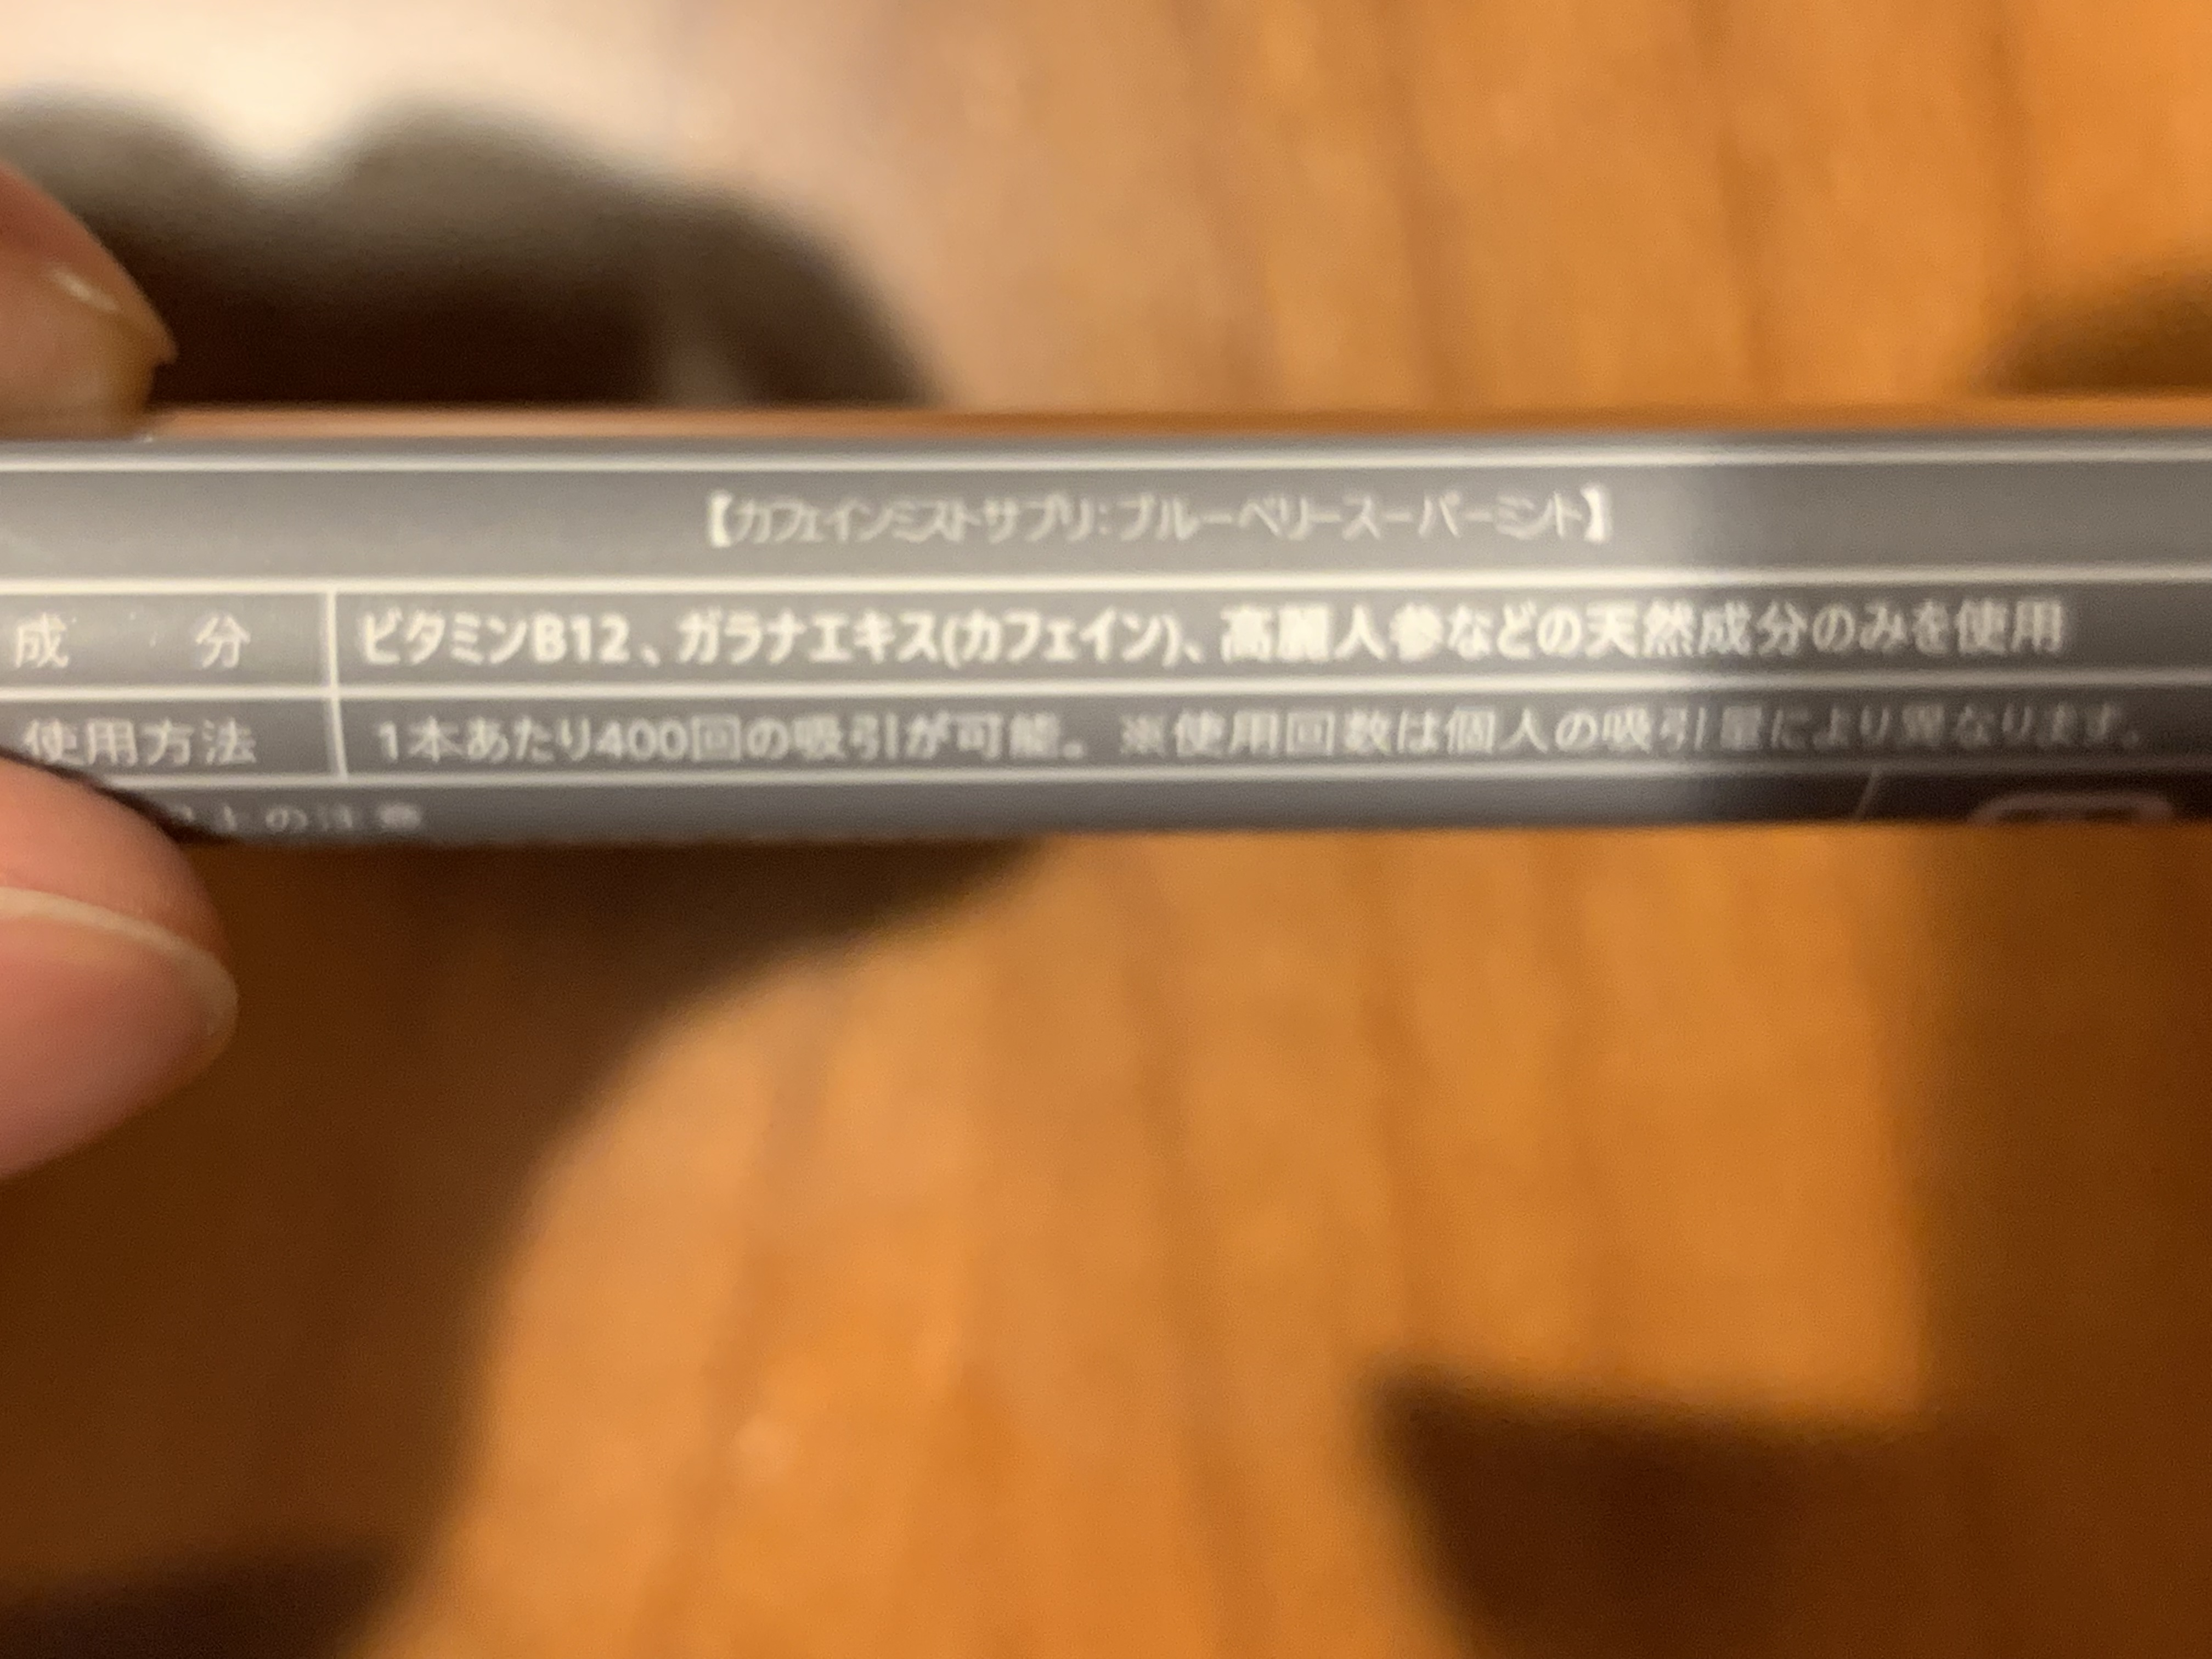 【カフェインミストサプリ:ブルーベリースーパーミント】
成 分 ビタミンB12、ガラナエキス(カフェイン)、高麗人参などの天然成分のみを使用
使用方法 1本あたり400回の吸引が可能。 ※使用回数は個人の吸引量により異なります。
上の注意